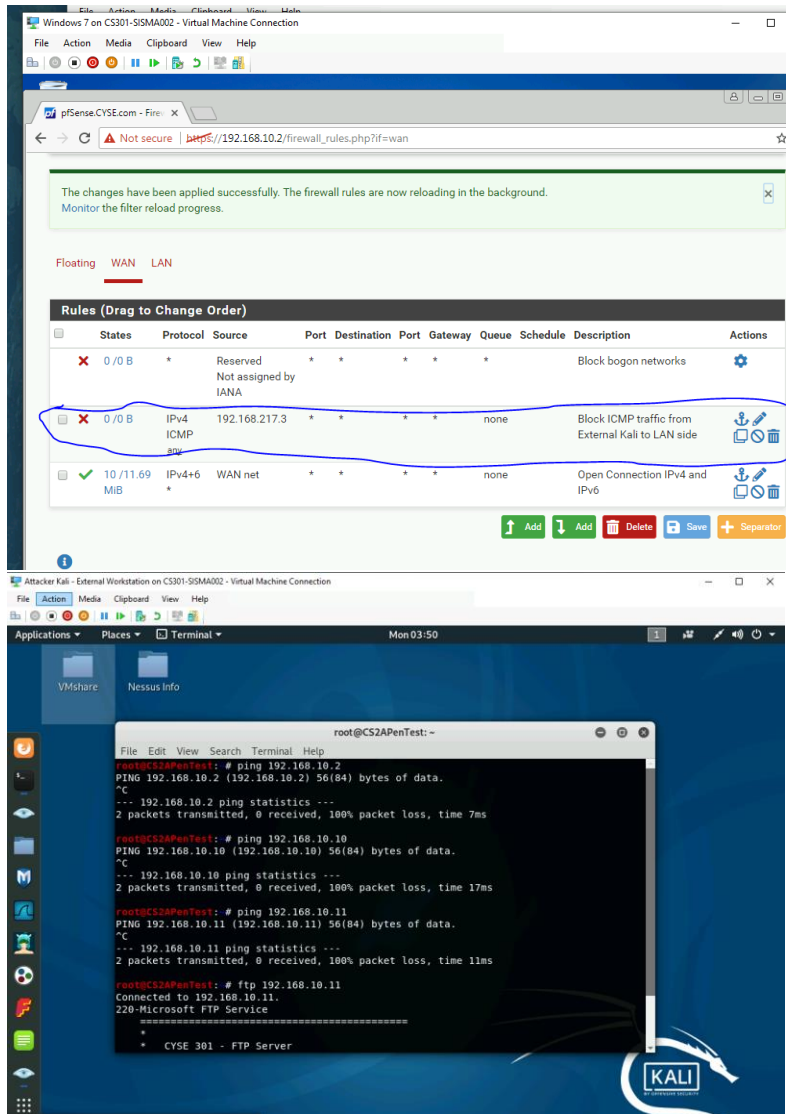 File Action Media Clipboard View Help
Windows 7 on CS301-SISMA002 - Virtual Machine Connection
File Action Media Clipboard View Help
pfSense.CYSE.com - Firew
Not secure | https://192.168.10.2/firewall_rules.php?if=wan
The changes have been applied successfully. The firewall rules are now reloading in the background.
Monitor the filter reload progress.
Floating WAN LAN
Rules (Drag to Change Order)
States Protocol Source Port Destination Port Gateway Queue Schedule Description Actions
0 /0 B * Reserved * * * * * Block bogon networks
Not assigned by
IANA
0 /0 B IPv4 192.168.217.3 * * * * none Block ICMP traffic from
ICMP External Kali to LAN side
any
10 /11.69 IPv4+6 WAN net * * * * none Open Connection IPv4 and
MiB * IPv6
Add Add Delete Save Separator
Attacker Kali - External Workstation on CS301-SISMA002 - Virtual Machine Connection
File Action Media Clipboard View Help
Applications Places Terminal Mon 03:50 1
VMshare Nessus Info
root@CS2APenTest: ~
File Edit View Search Terminal Help
root@CS2APenTest:~# ping 192.168.10.2
PING 192.168.10.2 (192.168.10.2) 56(84) bytes of data.
^C
--- 192.168.10.2 ping statistics ---
2 packets transmitted, 0 received, 100% packet loss, time 7ms
root@CS2APenTest:~# ping 192.168.10.10
PING 192.168.10.10 (192.168.10.10) 56(84) bytes of data.
^C
--- 192.168.10.10 ping statistics ---
2 packets transmitted, 0 received, 100% packet loss, time 17ms
root@CS2APenTest:~# ping 192.168.10.11
PING 192.168.10.11 (192.168.10.11) 56(84) bytes of data.
^C
--- 192.168.10.11 ping statistics ---
2 packets transmitted, 0 received, 100% packet loss, time 11ms
root@CS2APenTest:~# ftp 192.168.10.11
Connected to 192.168.10.11.
220-Microsoft FTP Service
============================================
*
* CYSE 301 - FTP Server
KALI
BY OFFENSIVE SECURITY